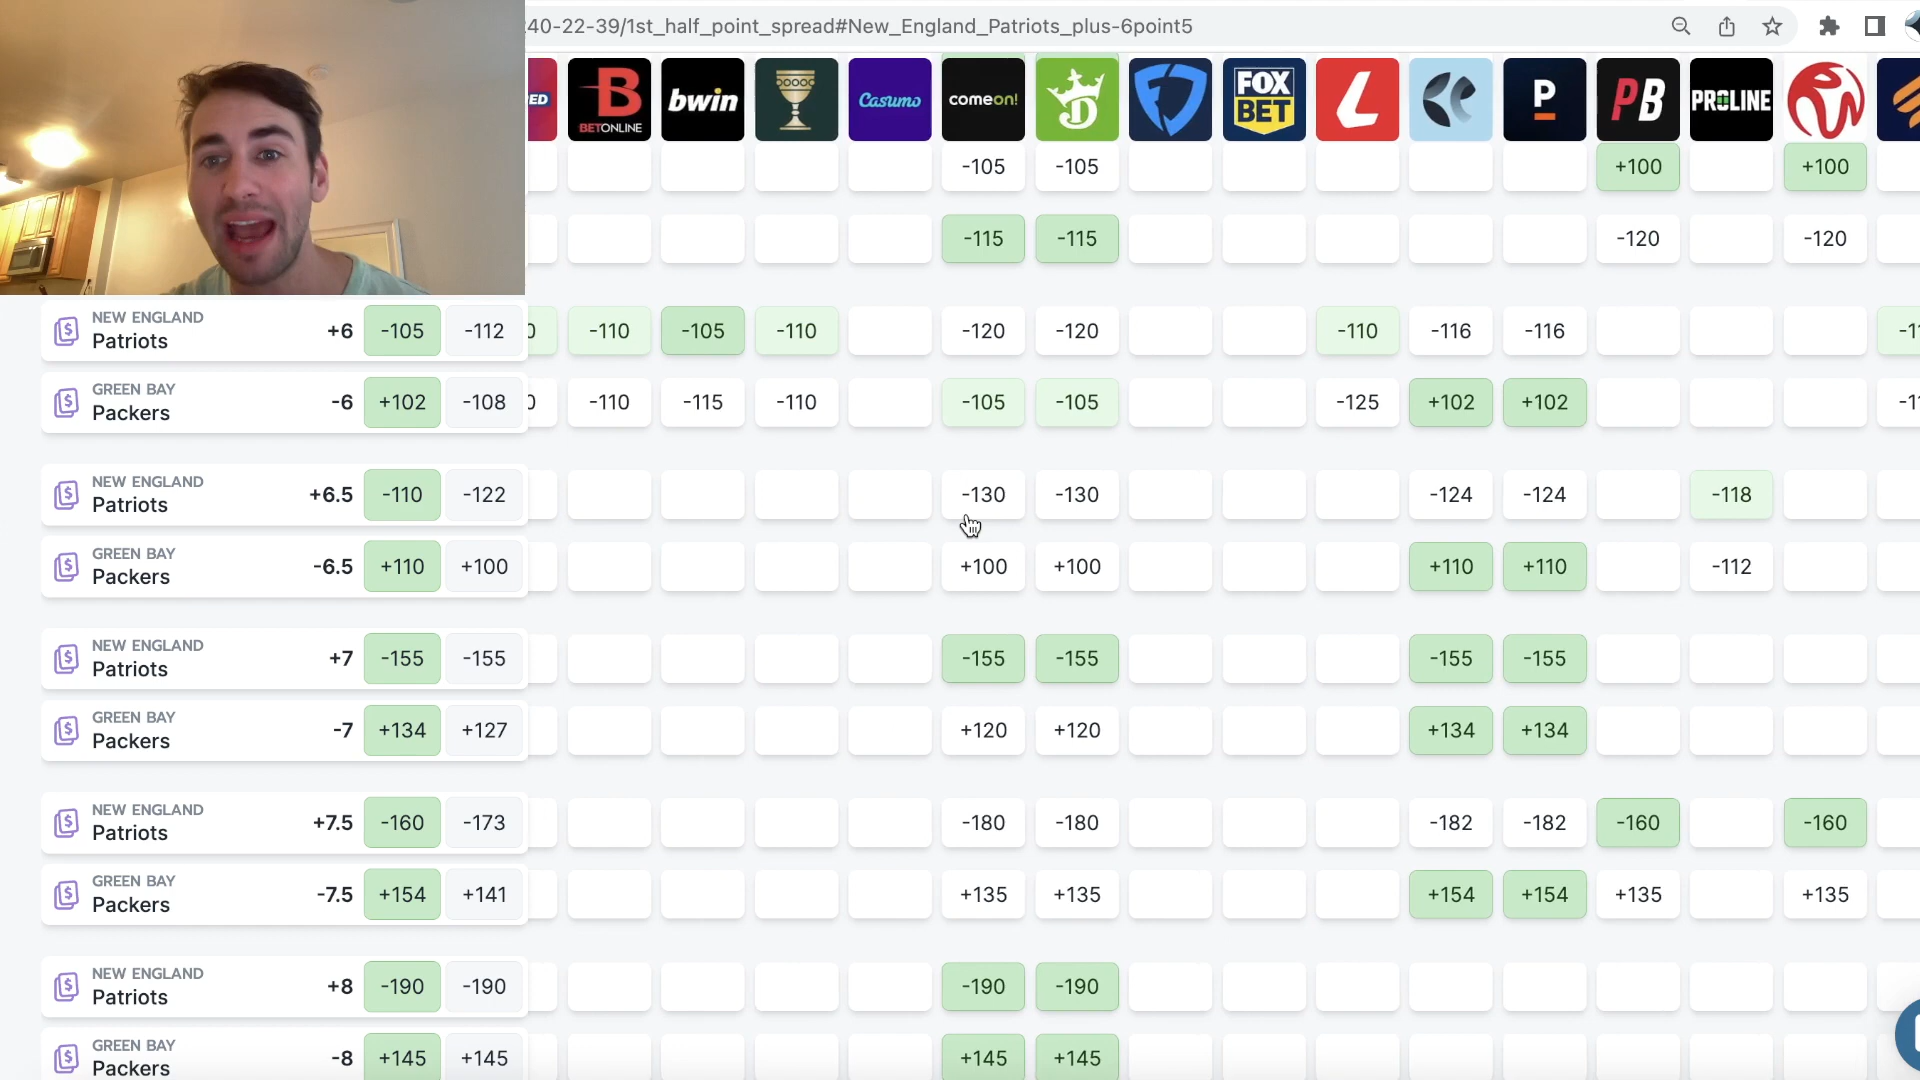 :40-22-39/1st_half_point_spread#New_England_Patriots_plus-6point5
ED B BETONLINE bwin Casumo comeon! D FOX BET L P PB PROLINE
-105 -105 +100 +100
-115 -115 -120 -120
NEW ENGLAND
Patriots +6 -105 -112 0 -110 -105 -110 -120 -120 -110 -116 -116 -11
GREEN BAY
Packers -6 +102 -108 0 -110 -115 -110 -105 -105 -125 +102 +102 -11
NEW ENGLAND
Patriots +6.5 -110 -122 -130 -130 -124 -124 -118
GREEN BAY
Packers -6.5 +110 +100 +100 +100 +110 +110 -112
NEW ENGLAND
Patriots +7 -155 -155 -155 -155 -155 -155
GREEN BAY
Packers -7 +134 +127 +120 +120 +134 +134
NEW ENGLAND
Patriots +7.5 -160 -173 -180 -180 -182 -182 -160 -160
GREEN BAY
Packers -7.5 +154 +141 +135 +135 +154 +154 +135 +135
NEW ENGLAND
Patriots +8 -190 -190 -190 -190
GREEN BAY
Packers -8 +145 +145 +145 +145